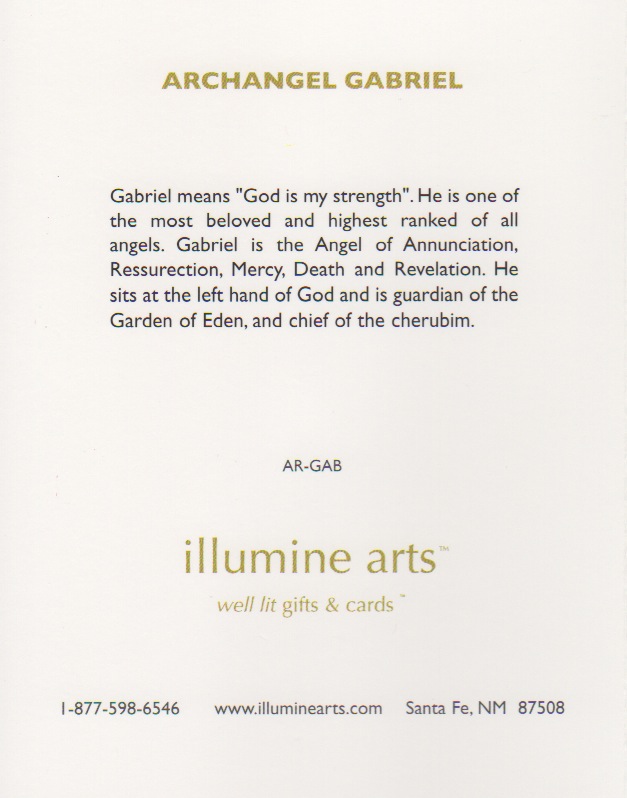 ARCHANGEL GABRIEL
Gabriel means "God is my strength". He is one of
the most beloved and highest ranked of all
angels. Gabriel is the Angel of Annunciation,
Ressurection, Mercy, Death and Revelation. He
sits at the left hand of God and is guardian of the
Garden of Eden, and chief of the cherubim.
AR-GAB
illumine arts™
well lit gifts & cards™
1-877-598-6546 www.illuminearts.com Santa Fe, NM 87508